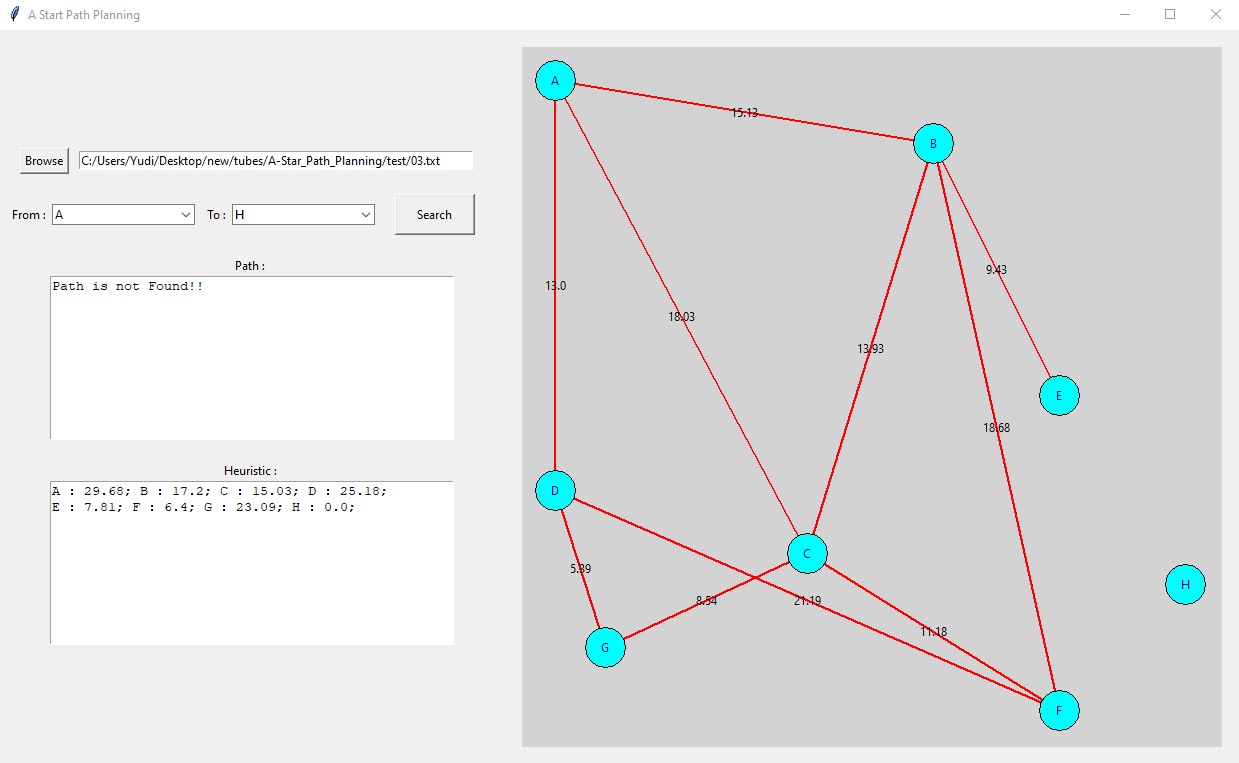 A Start Path Planning
Browse C:/Users/Yudi/Desktop/new/tubes/A-Star_Path_Planning/test/03.txt
From : A To : H Search
Path :
Path is not Found!!
Heuristic :
A : 29.68; B : 17.2; C : 15.03; D : 25.18;
E : 7.81; F : 6.4; G : 23.09; H : 0.0;
A
15.13
B
9.43
13.0
18.03
13.93
E
18.68
D
C
5.39
H
8.54
21.19
11.18
G
F